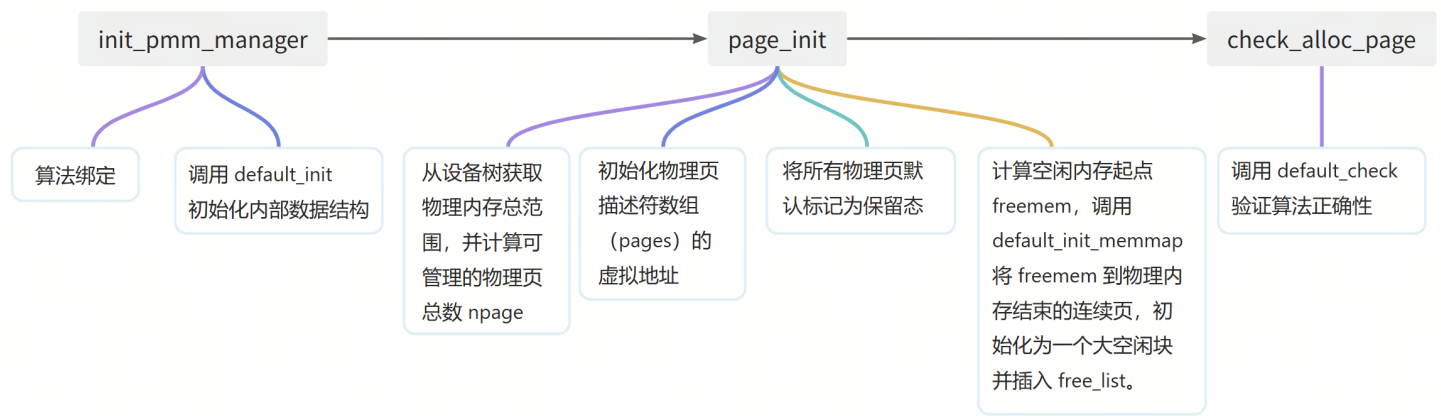 init_pmm_manager
page_init
check_alloc_page
算法绑定
调用 default_init
初始化内部数据结构
从设备树获取
物理内存总范
围，并计算可
管理的物理页
总数 npage
初始化物理页
描述符数组
（pages）的
虚拟地址
将所有物理页默
认标记为保留态
计算空闲内存起点
freemem，调用
default_init_memmap
将 freemem 到物理内
存结束的连续页，初
始化为一个大空闲块
并插入 free_list。
调用 default_check
验证算法正确性